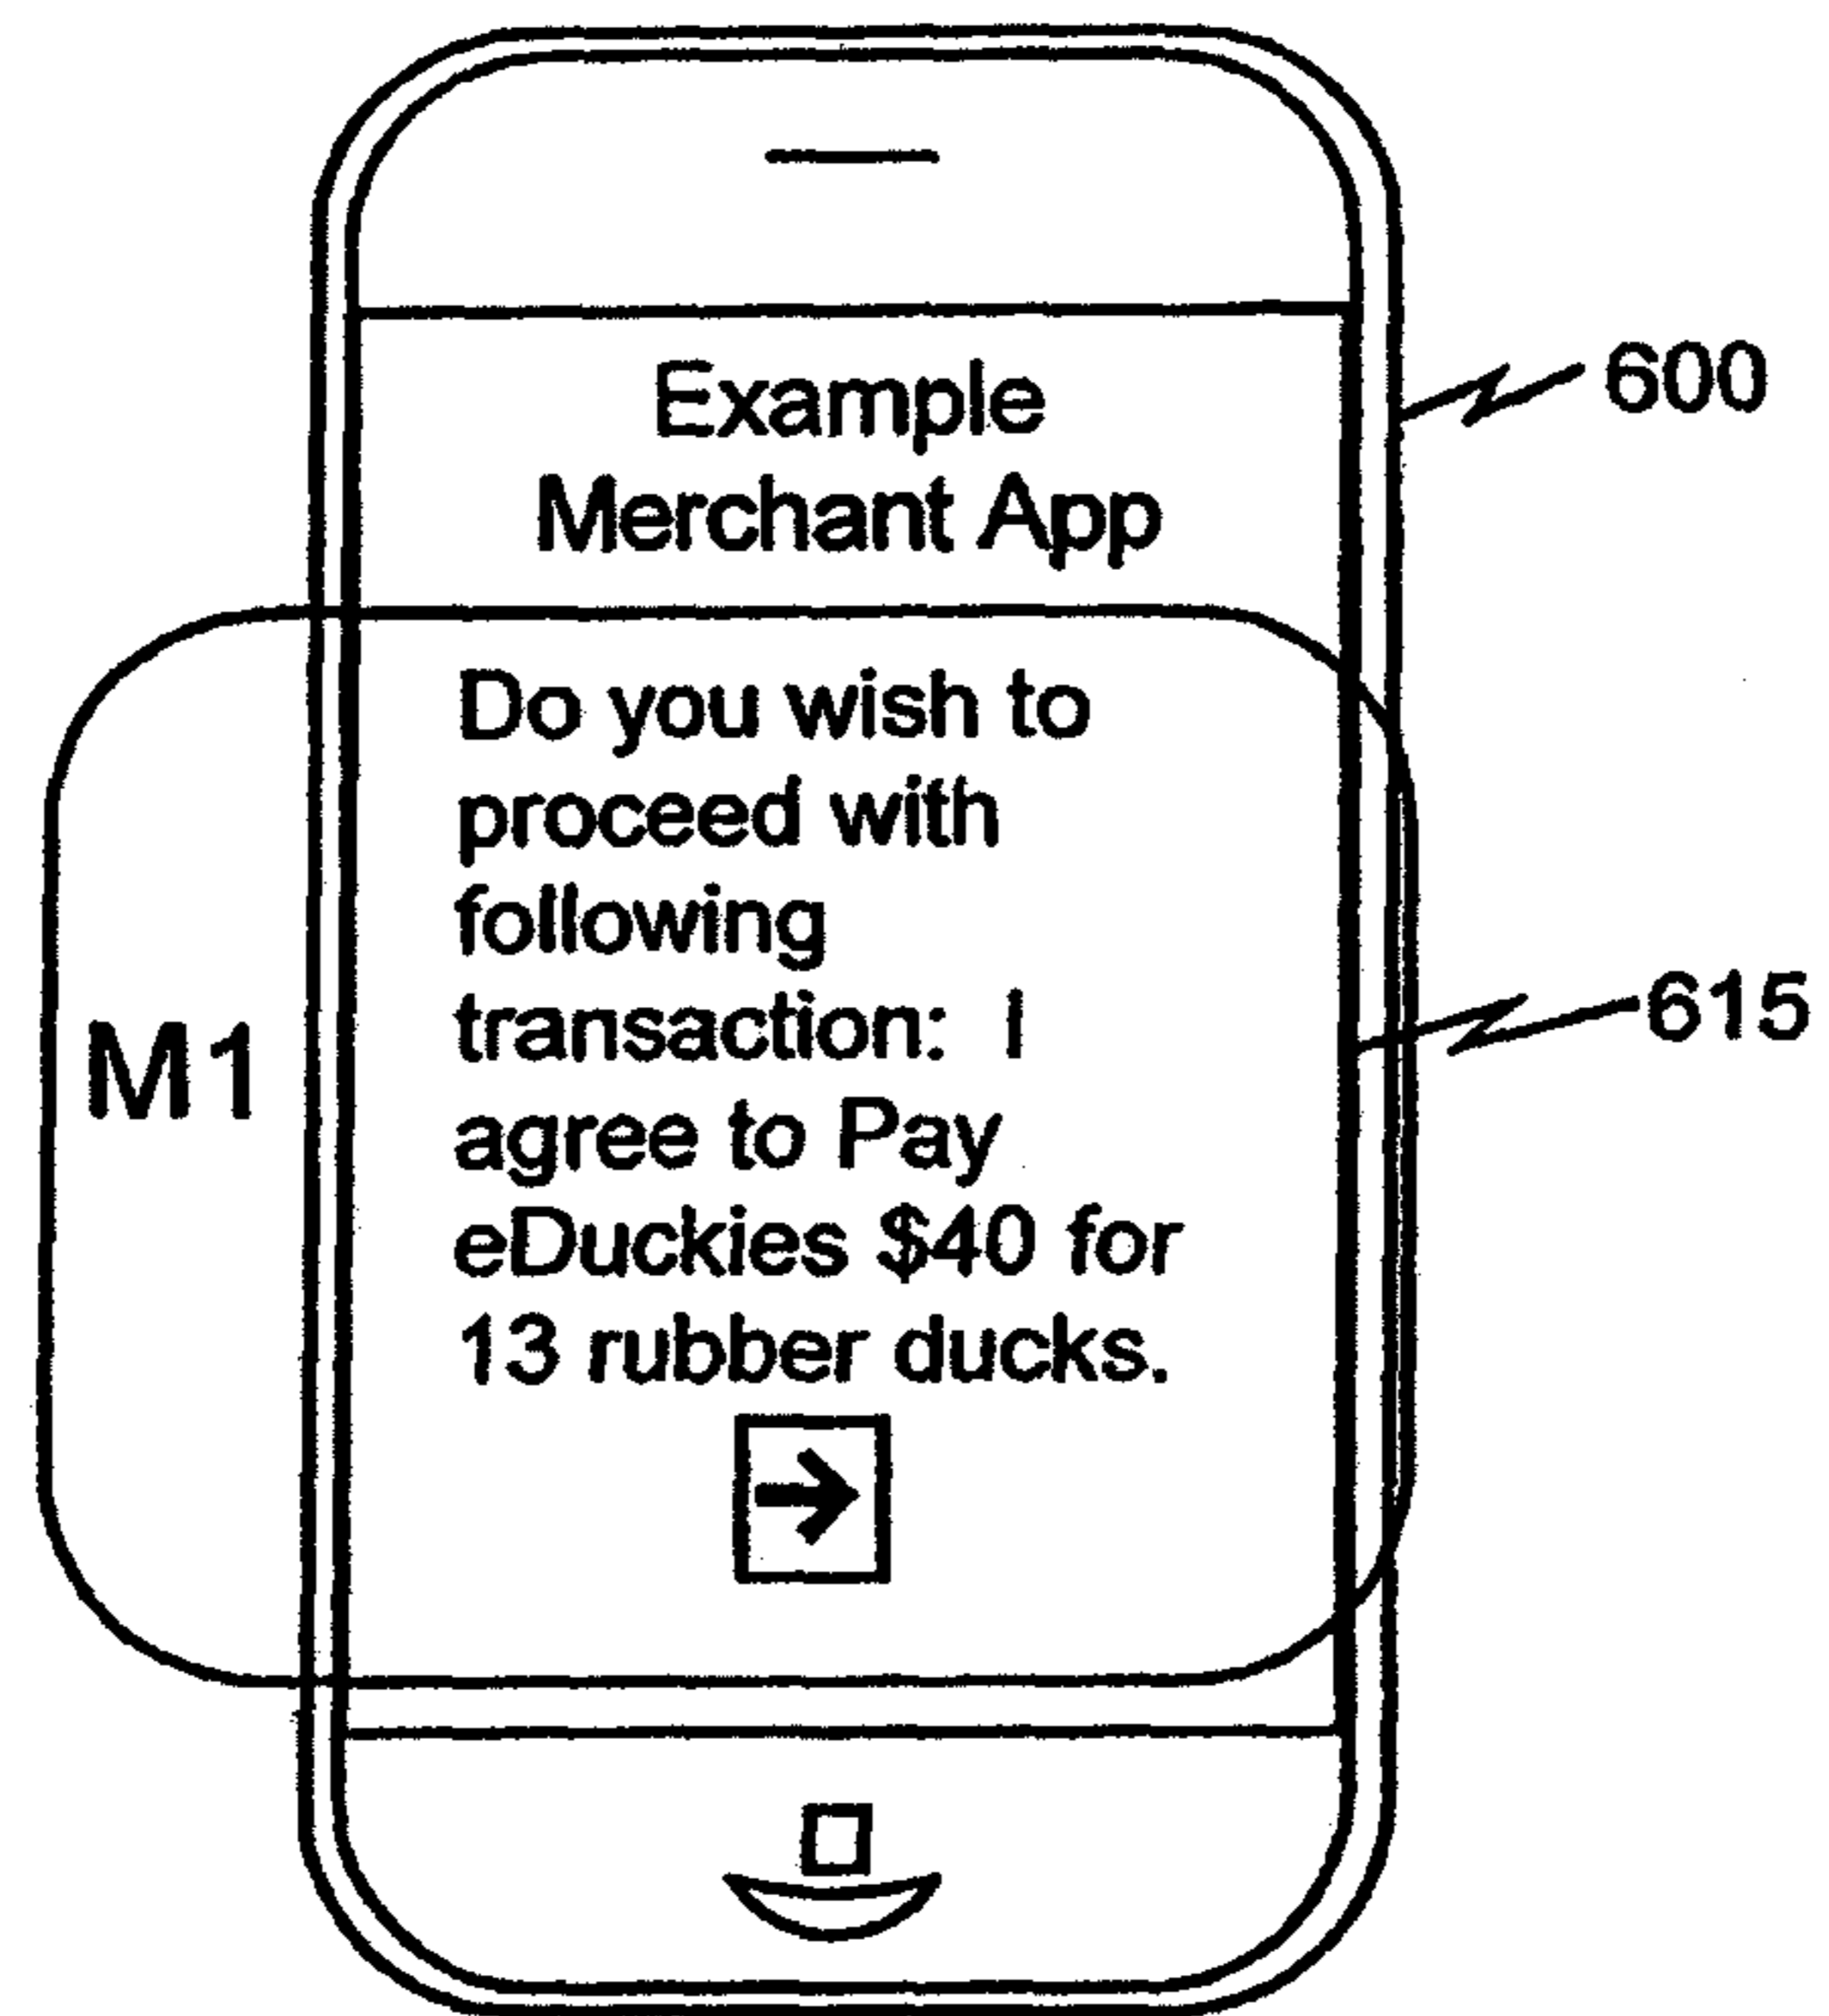 Example
Merchant App
600
Do you wish to
proceed with
following
transaction: I
agree to Pay
eDuckies $40 for
13 rubber ducks.
M1
615